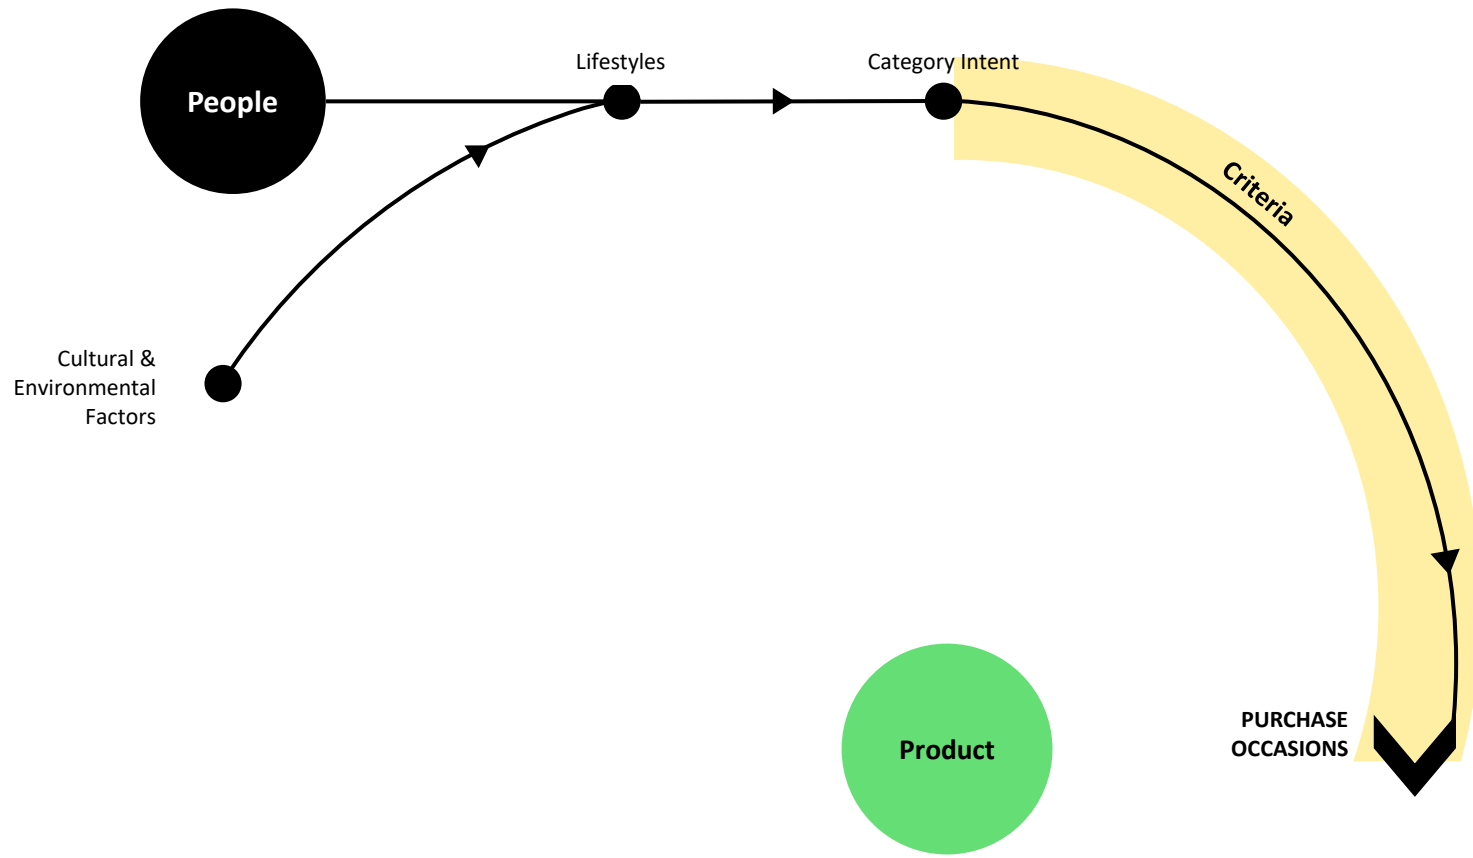 Lifestyles
Category Intent
People
Criteria
Cultural &
Environmental
Factors
PURCHASE
OCCASIONS
Product